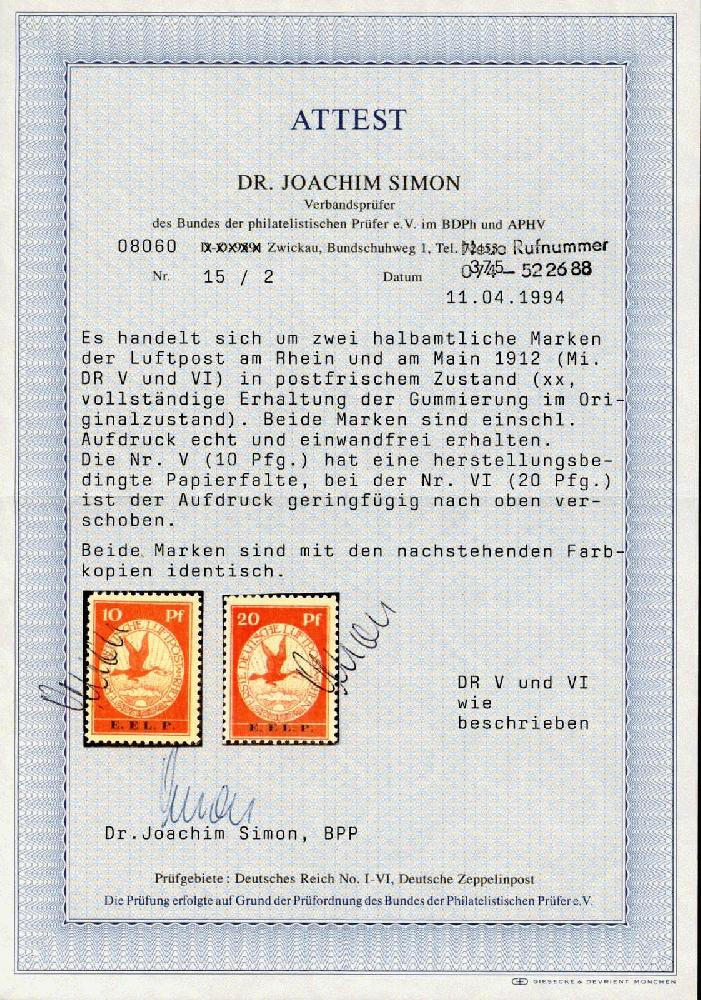 ATTEST
DR. JOACHIM SIMON
Verbandsprüfer
des Bundes der philatelistischen Prüfer e.V. im BDPh und APHV
08060 Zwickau, Bundschuhweg 1, Tel. Neue Rufnummer
Nr. 15 / 2 Datum 522688
11.04.1994
Es handelt sich um zwei halbamtliche Marken
der Luftpost am Rhein und am Main 1912 (Mi.
DR V und VI) in postfrischem Zustand (xx,
vollständige Erhaltung der Gummierung im Ori-
ginalzustand). Beide Marken sind einschl.
Aufdruck echt und einwandfrei erhalten.
Die Nr. V (10 Pfg.) hat eine herstellungsbe-
dingte Papierfalte, bei der Nr. VI (20 Pfg.)
ist der Aufdruck geringfügig nach oben ver-
schoben.
Beide Marken sind mit den nachstehenden Farb-
kopien identisch.
10 Pf 20 Pf
E. EL. P. E. EL. P.
DR V und VI
wie
beschrieben
Simon
Dr.Joachim Simon, BPP
Prüfgebiete: Deutsches Reich No. I-VI, Deutsche Zeppelinpost
Die Prüfung erfolgte auf Grund der Prüfordnung des Bundes der Philatelistischen Prüfer e.V.
GIESECKE & DEVRIENT MÜNCHEN